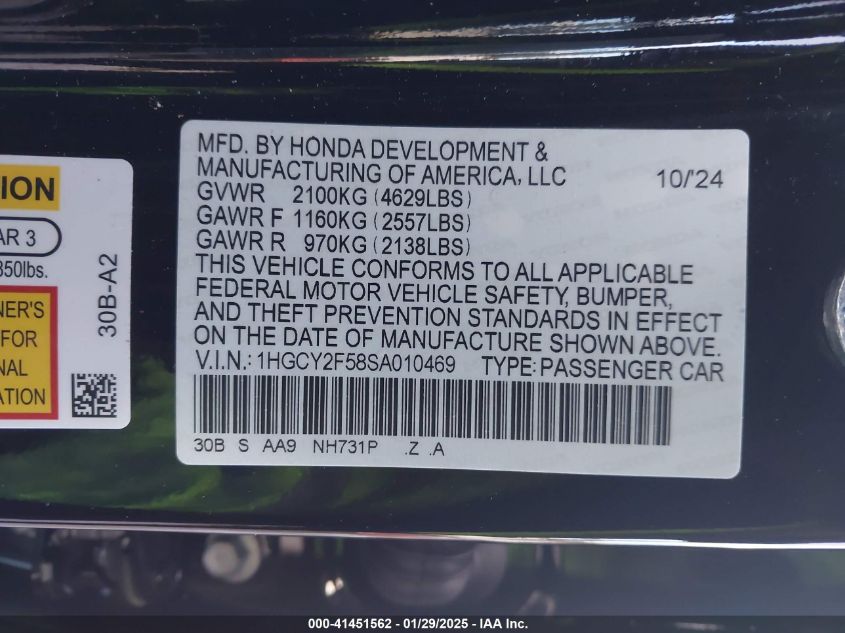 ION
AR 3
850lbs.
NER'S
FOR
NAL
ATION
30B-A2
MFD. BY HONDA DEVELOPMENT &
MANUFACTURING OF AMERICA, LLC 10/'24
GVWR 2100KG (4629LBS)
GAWR F 1160KG (2557LBS)
GAWR R 970KG (2138LBS)
THIS VEHICLE CONFORMS TO ALL APPLICABLE
FEDERAL MOTOR VEHICLE SAFETY, BUMPER,
AND THEFT PREVENTION STANDARDS IN EFFECT
ON THE DATE OF MANUFACTURE SHOWN ABOVE.
V.I.N.: 1HGCY2F58SA010469 TYPE: PASSENGER CAR
30B S AA9 NH731P .Z .A
000-41451562 - 01/29/2025 - IAA Inc.